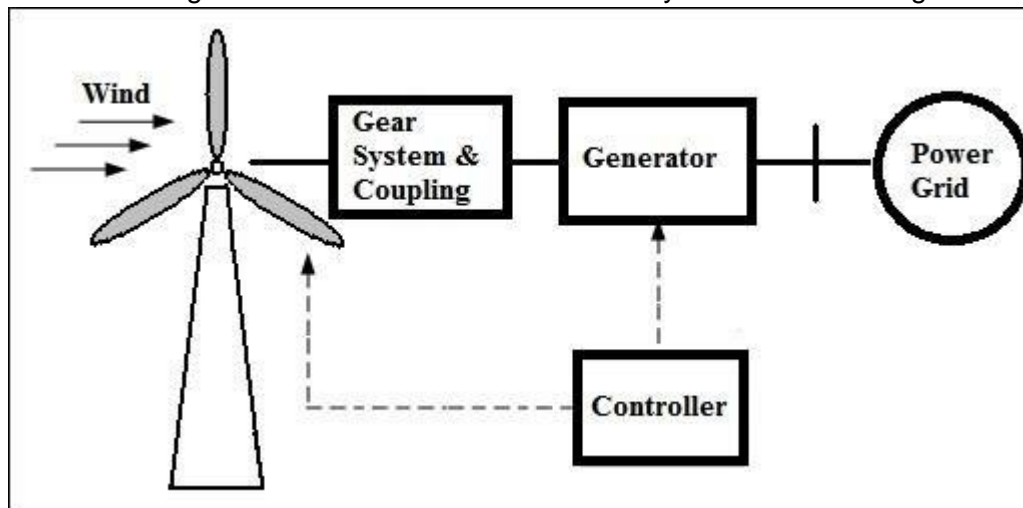 Wind
Gear
System &
Coupling
Generator
Power
Grid
Controller